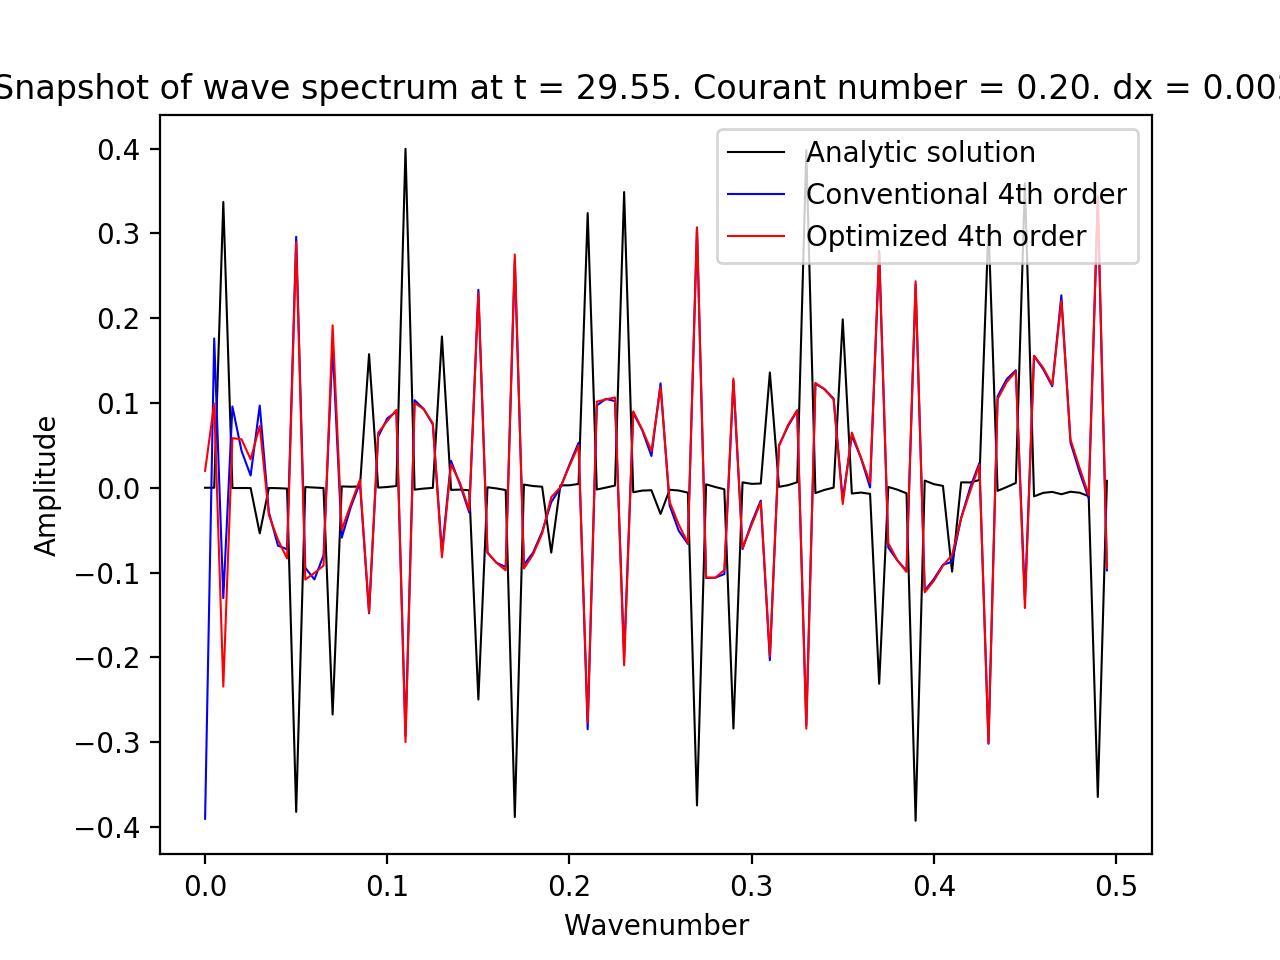 Snapshot of wave spectrum at t = 29.55. Courant number = 0.20. dx = 0.002
Analytic solution
Conventional 4th order
Optimized 4th order
0.4
0.3
0.2
0.1
0.0
−0.1
−0.2
−0.3
−0.4
Amplitude
0.0 0.1 0.2 0.3 0.4 0.5
Wavenumber